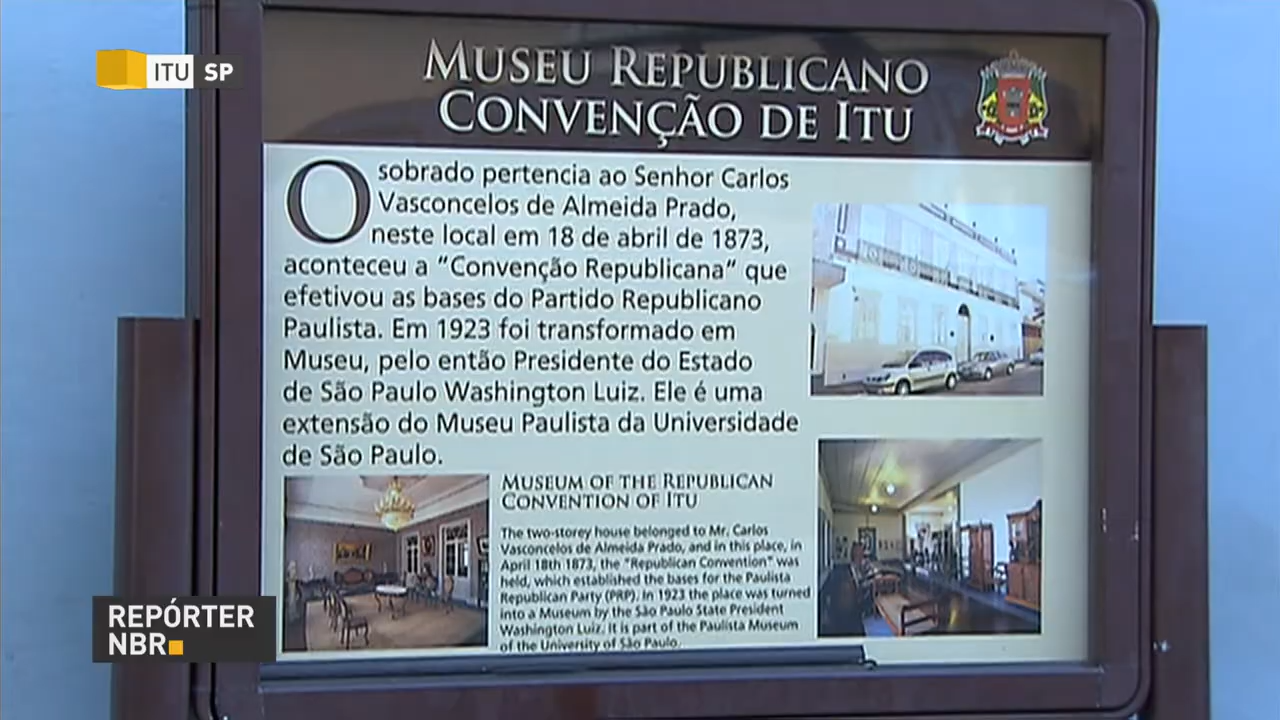 ITU SP
MUSEU REPUBLICANO
CONVENÇÃO DE ITU
O sobrado pertencia ao Senhor Carlos
Vasconcelos de Almeida Prado,
neste local em 18 de abril de 1873,
aconteceu a "Convenção Republicana" que
efetivou as bases do Partido Republicano
Paulista. Em 1923 foi transformado em
Museu, pelo então Presidente do Estado
de São Paulo Washington Luiz. Ele é uma
extensão do Museu Paulista da Universidade
de São Paulo.
MUSEUM OF THE REPUBLICAN
CONVENTION OF ITU
The two-storey house belonged to Mr. Carlos
Vasconcelos de Almeida Prado, and in this place, in
April 18th 1873, the "Republican Convention" was
held, which established the bases for the Paulista
Republican Party (PRP). In 1923 the place was turned
into a Museum by the São Paulo State President
Washington Luiz. It is part of the Paulista Museum
of the University of São Paulo.
REPÓRTER
NBR